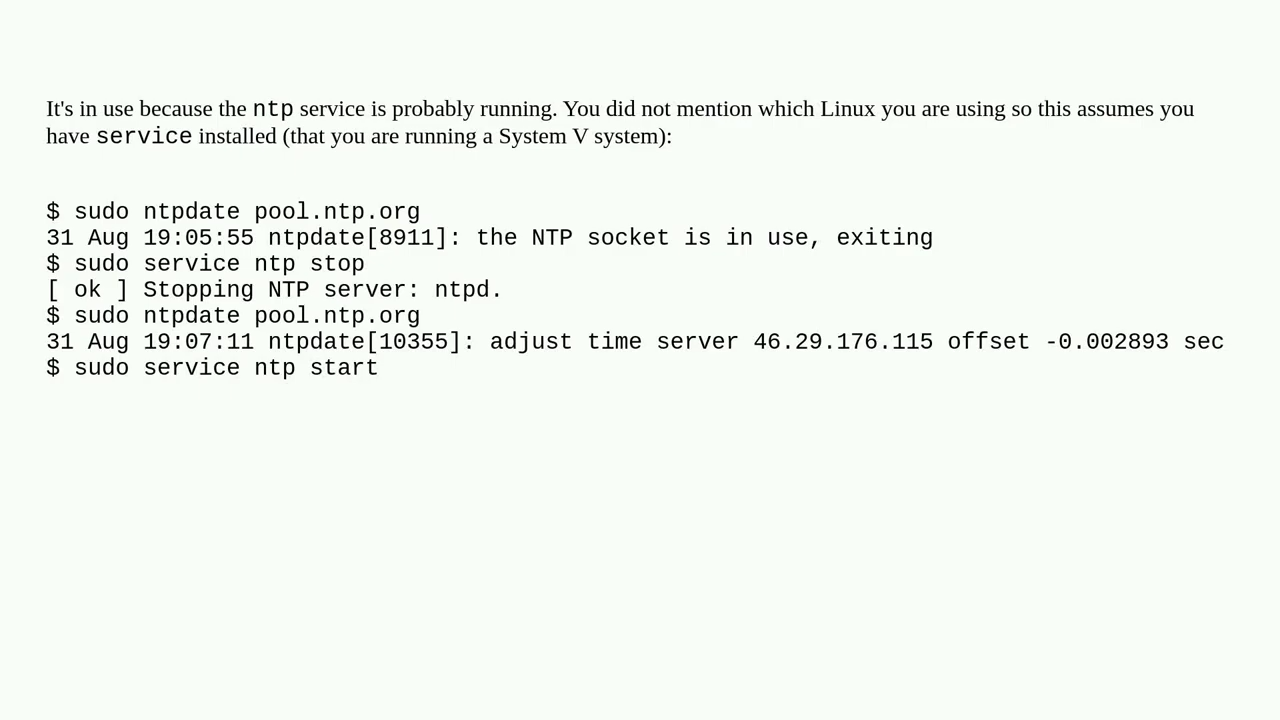 It's in use because the ntp service is probably running. You did not mention which Linux you are using so this assumes you
have service installed (that you are running a System V system):
$ sudo ntpdate pool.ntp.org
31 Aug 19:05:55 ntpdate[8911]: the NTP socket is in use, exiting
$ sudo service ntp stop
[ ok ] Stopping NTP server: ntpd.
$ sudo ntpdate pool.ntp.org
31 Aug 19:07:11 ntpdate[10355]: adjust time server 46.29.176.115 offset -0.002893 sec
$ sudo service ntp start